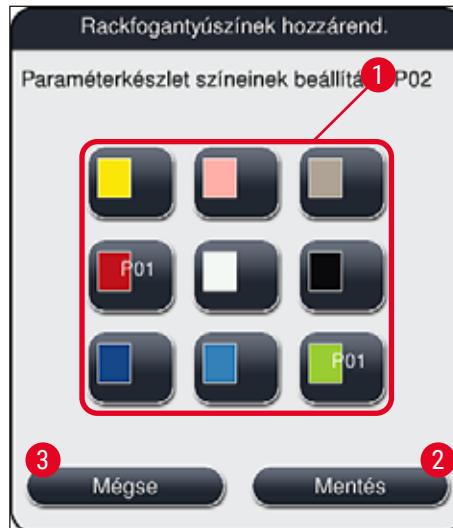 Rackfogantyúszínek hozzárend.
Paraméterkészlet színeinek beállítá P02
1
P01
P01
3
2
Mégse
Mentés